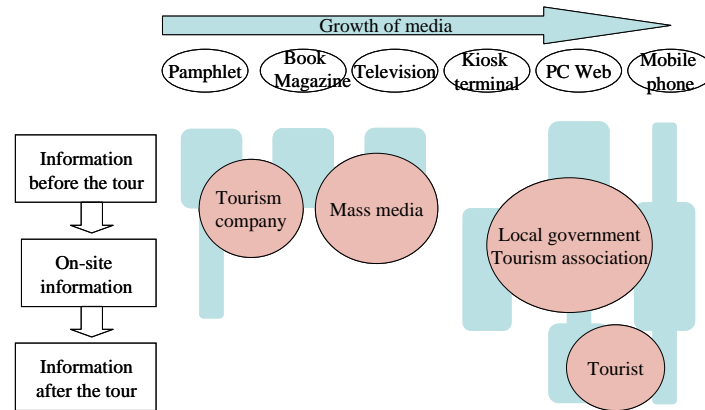 Growth of media
Pamphlet
Book
Magazine
Television
Kiosk
terminal
PC Web
Mobile
phone
Information
before the tour
Tourism
company
Mass media
Local government
Tourism association
On-site
information
Information
after the tour
Tourist